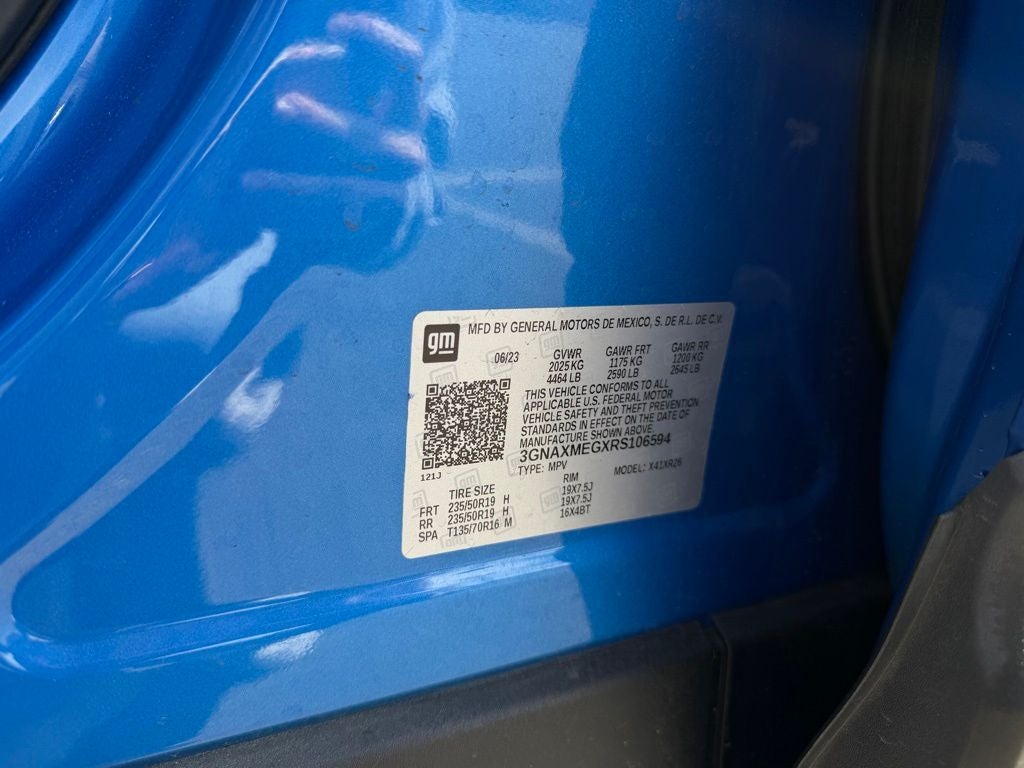 gm
MFD BY GENERAL MOTORS DE MEXICO, S. DE R.L. DE C.V.
06/23 GVWR GAWR FRT GAWR RR
2025 KG 1175 KG 1200 KG
4464 LB 2590 LB 2645 LB
THIS VEHICLE CONFORMS TO ALL
APPLICABLE U.S. FEDERAL MOTOR
VEHICLE SAFETY AND THEFT PREVENTION
STANDARDS IN EFFECT ON THE DATE OF
MANUFACTURE SHOWN ABOVE.
3GNAXMEGXRS106594
121J TYPE: MPV MODEL: X41XR26
TIRE SIZE RIM
FRT 235/50R19 H 19X7.5J
RR 235/50R19 H 19X7.5J
SPA T135/70R16 M 16X4BT